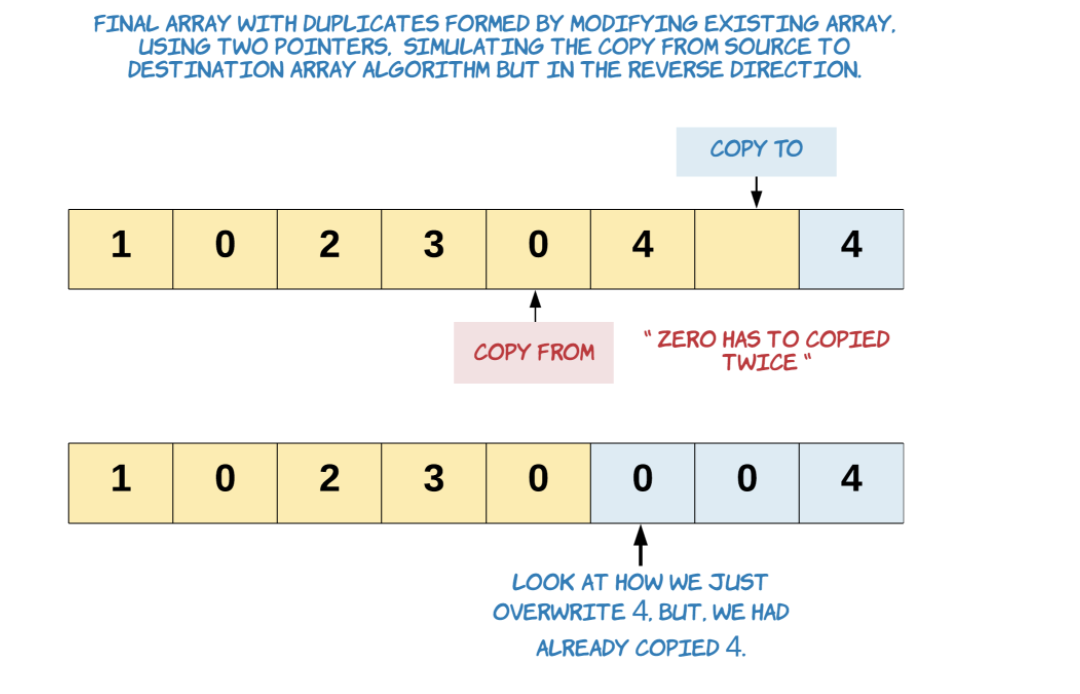 FINAL ARRAY WITH DUPLICATES FORMED BY MODIFYING EXISTING ARRAY,
USING TWO POINTERS, SIMULATING THE COPY FROM SOURCE TO
DESTINATION ARRAY ALGORITHM BUT IN THE REVERSE DIRECTION.
COPY TO
1 0 2 3 0 4 4
COPY FROM
" ZERO HAS TO COPIED
TWICE "
1 0 2 3 0 0 0 4
LOOK AT HOW WE JUST
OVERWRITE 4, BUT, WE HAD
ALREADY COPIED 4.